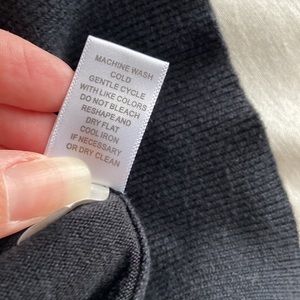 MACHINE WASH
COLD
GENTLE CYCLE
WITH LIKE COLORS
DO NOT BLEACH
RESHAPE AND
DRY FLAT
COOL IRON
IF NECESSARY
OR DRY CLEAN